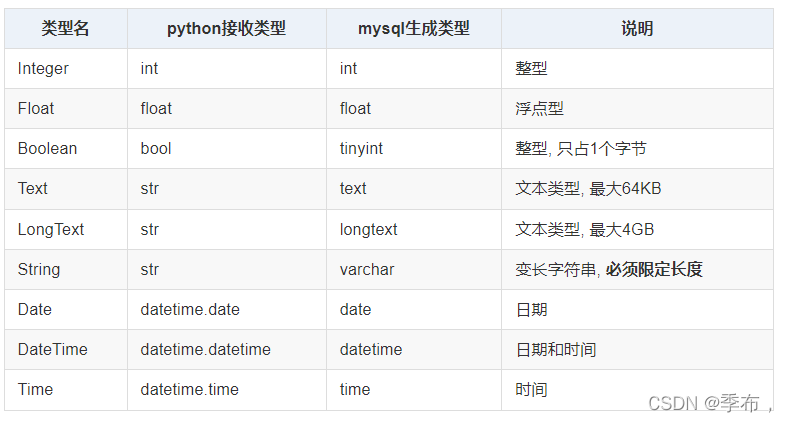 类型名 python接收类型 mysql生成类型 说明
Integer int int 整型
Float float float 浮点型
Boolean bool tinyint 整型, 只占1个字节
Text str text 文本类型, 最大64KB
LongText str longtext 文本类型, 最大4GB
String str varchar 变长字符串, 必须限定长度
Date datetime.date date 日期
DateTime datetime.datetime datetime 日期和时间
Time datetime.time time 时间
CSDN @季布，